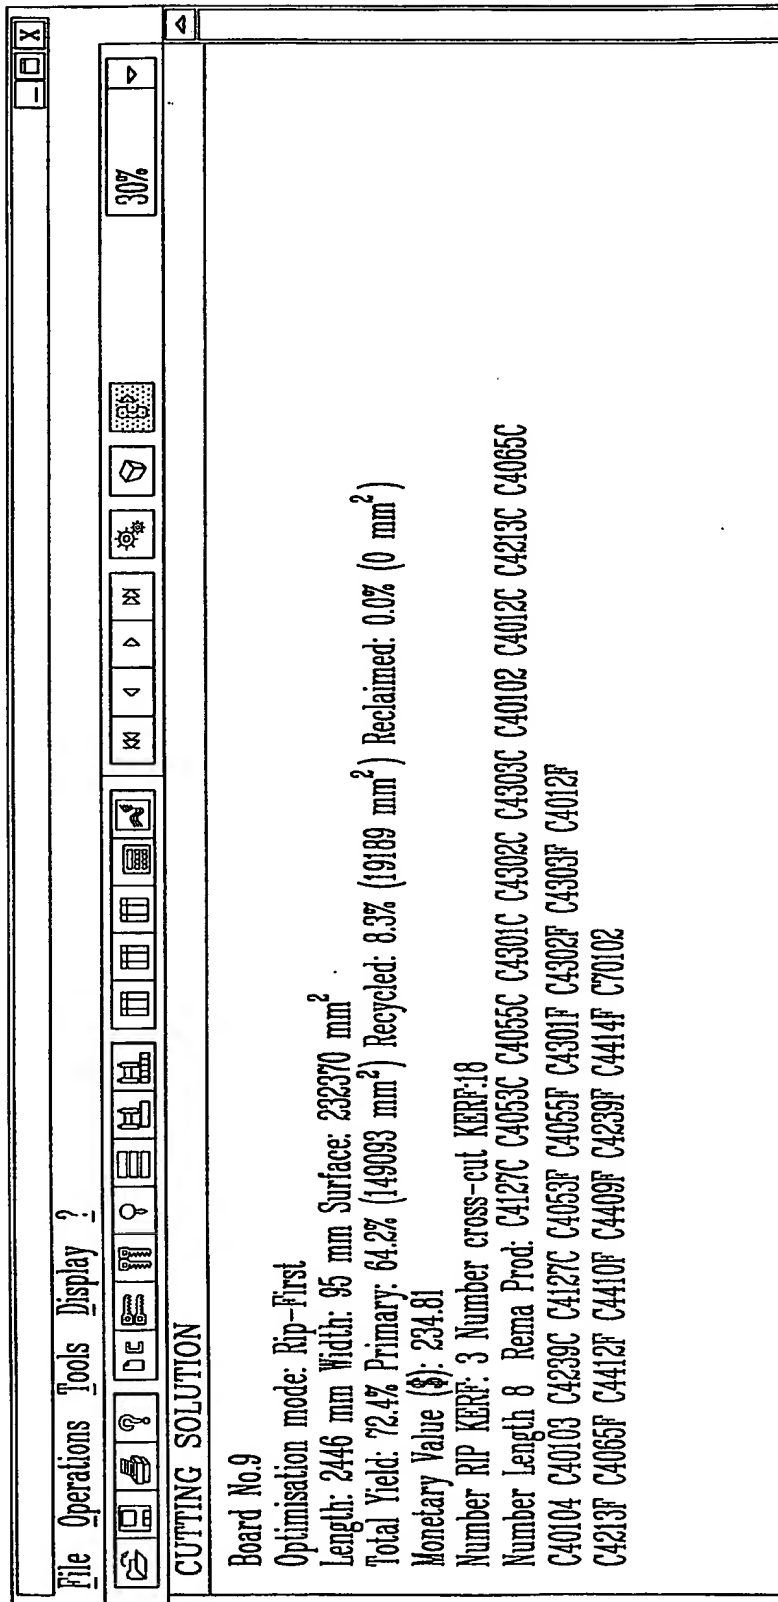 File Operations Tools Display ?
30%
CUTTING SOLUTION
Board No.9
Optimisation mode: Rip-First
Length: 2446 mm Width: 95 mm Surface: 232370 mm²
Total Yield: 72.4% Primary: 64.2% (149093 mm²) Recycled: 8.3% (19189 mm²) Reclaimed: 0.0% (0 mm²)
Monetary Value ($): 234.81
Number RIP KERF: 3 Number cross-cut KERF:18
Number Length 8 Rema Prod: C4127C C4053C C4055C C4301C C4302C C4303C C40102 C4012C C4213C C4065C
C40104 C40103 C4239C C4127C C4053F C4055F C4301F C4302F C4303F C4012F
C4213F C4065F C4412F C4410F C4409F C4239F C4414F C70102